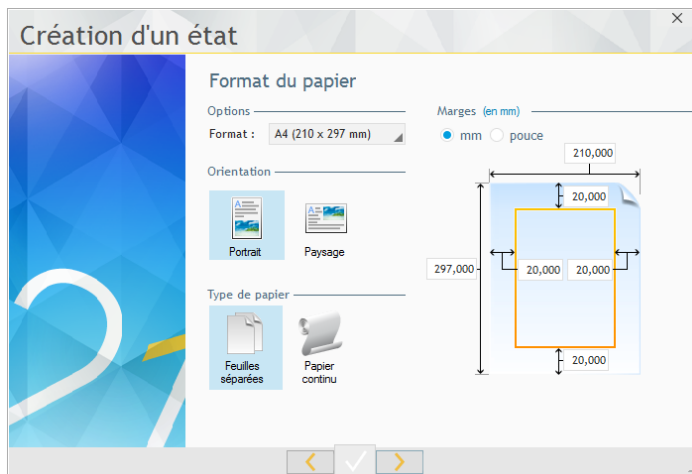 Création d'un état
Format du papier
Options
Format : A4 (210 x 297 mm)
Orientation
Portrait Paysage
Type de papier
Feuilles séparées
Papier continu
Marges (en mm)
mm pouce
210,000
20,000
297,000
20,000 20,000
20,000